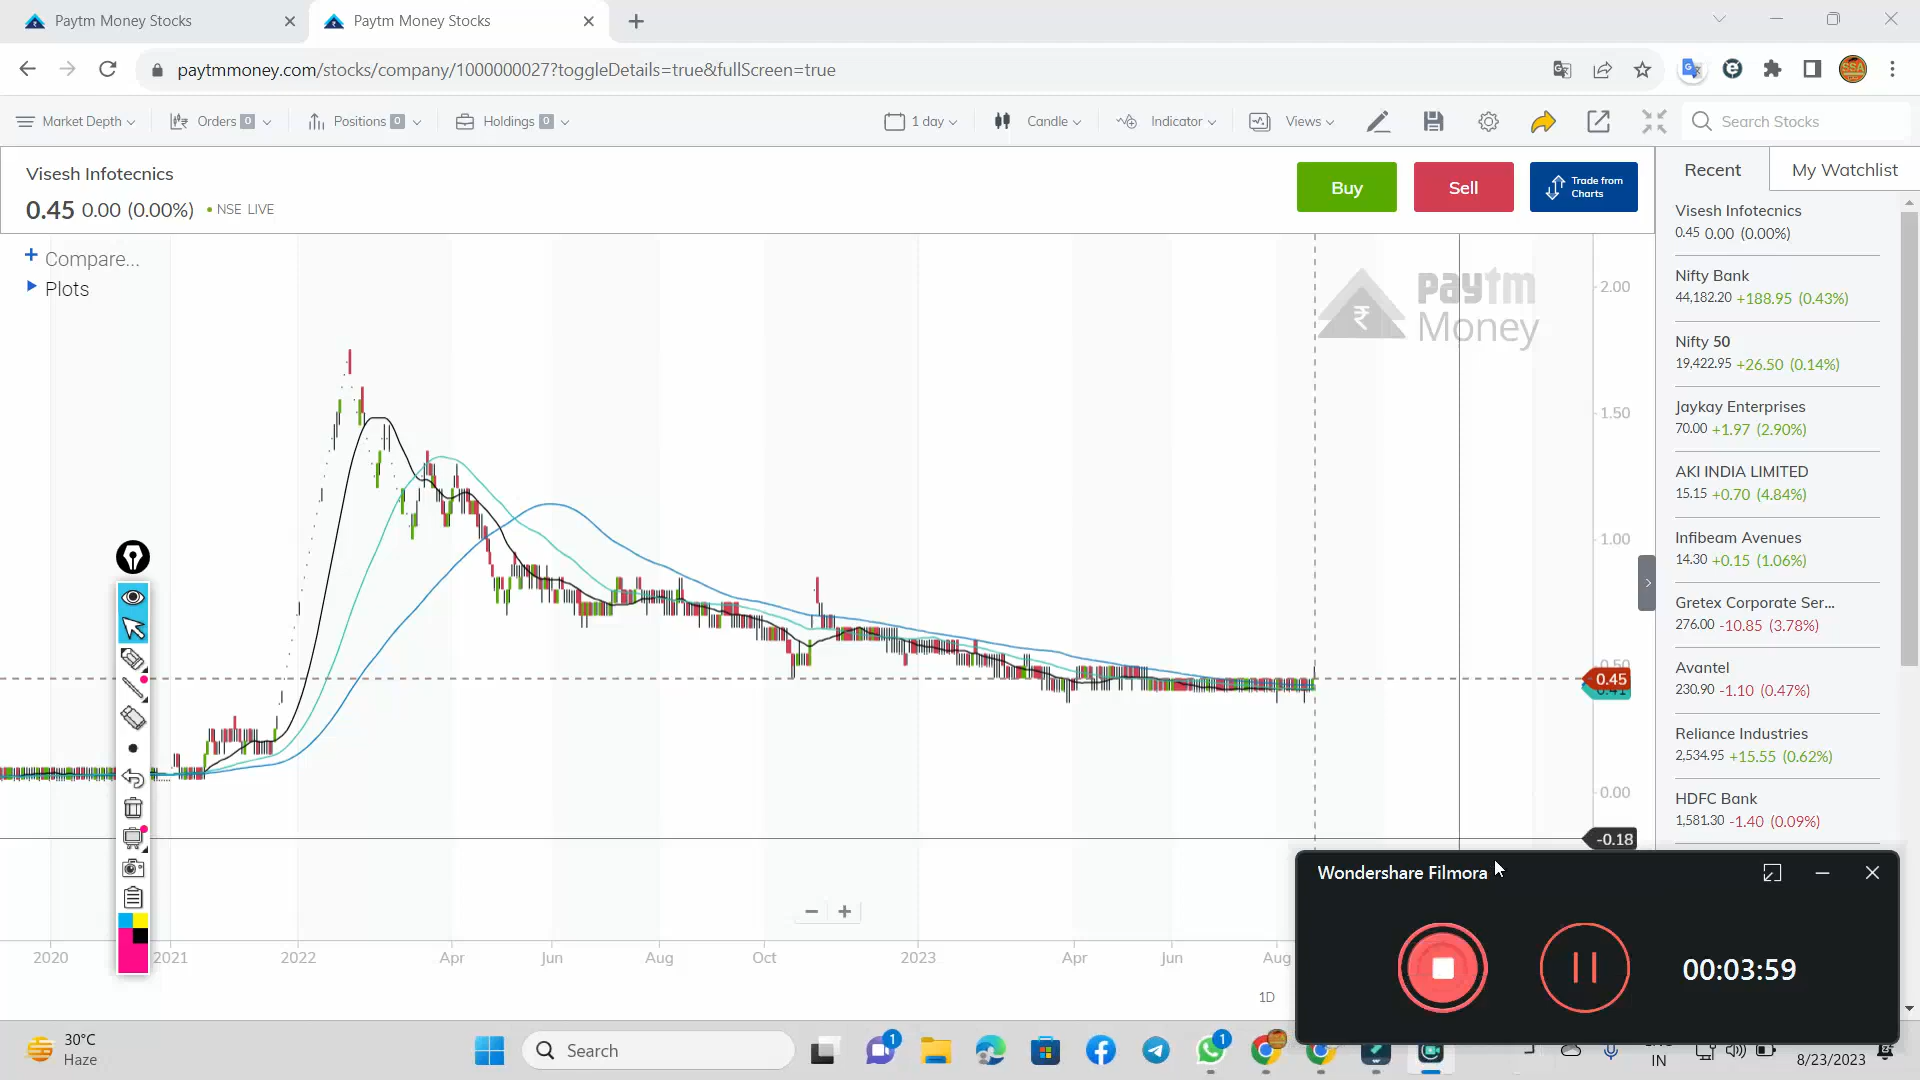 Paytm Money Stocks
Paytm Money Stocks
paytmmoney.com/stocks/company/1000000027?toggleDetails=true&fullScreen=true
Market Depth
Orders 0
Positions 0
Holdings 0
1 day
Candle
Indicator
Views
Search Stocks
Visesh Infotecnics
0.45 0.00 (0.00%) • NSE LIVE
Buy
Sell
Trade from
Charts
Recent
My Watchlist
+ Compare...
Plots
paytm
Money
2.00
1.50
1.00
0.50
0.45
0.41
0.00
-0.18
Visesh Infotecnics
0.45 0.00 (0.00%)
Nifty Bank
44,182.20 +188.95 (0.43%)
Nifty 50
19,422.95 +26.50 (0.14%)
Jaykay Enterprises
70.00 +1.97 (2.90%)
AKI INDIA LIMITED
15.15 +0.70 (4.84%)
Infibeam Avenues
14.30 +0.15 (1.06%)
Gretex Corporate Ser...
276.00 -10.85 (3.78%)
Avantel
230.90 -1.10 (0.47%)
Reliance Industries
2,534.95 +15.55 (0.62%)
HDFC Bank
1,581.30 -1.40 (0.09%)
2020 2021 2022 Apr Jun Aug Oct 2023 Apr Jun Aug
1D
Wondershare Filmora
00:03:59
30°C
Haze
Search
1
1
IN
8/23/2023